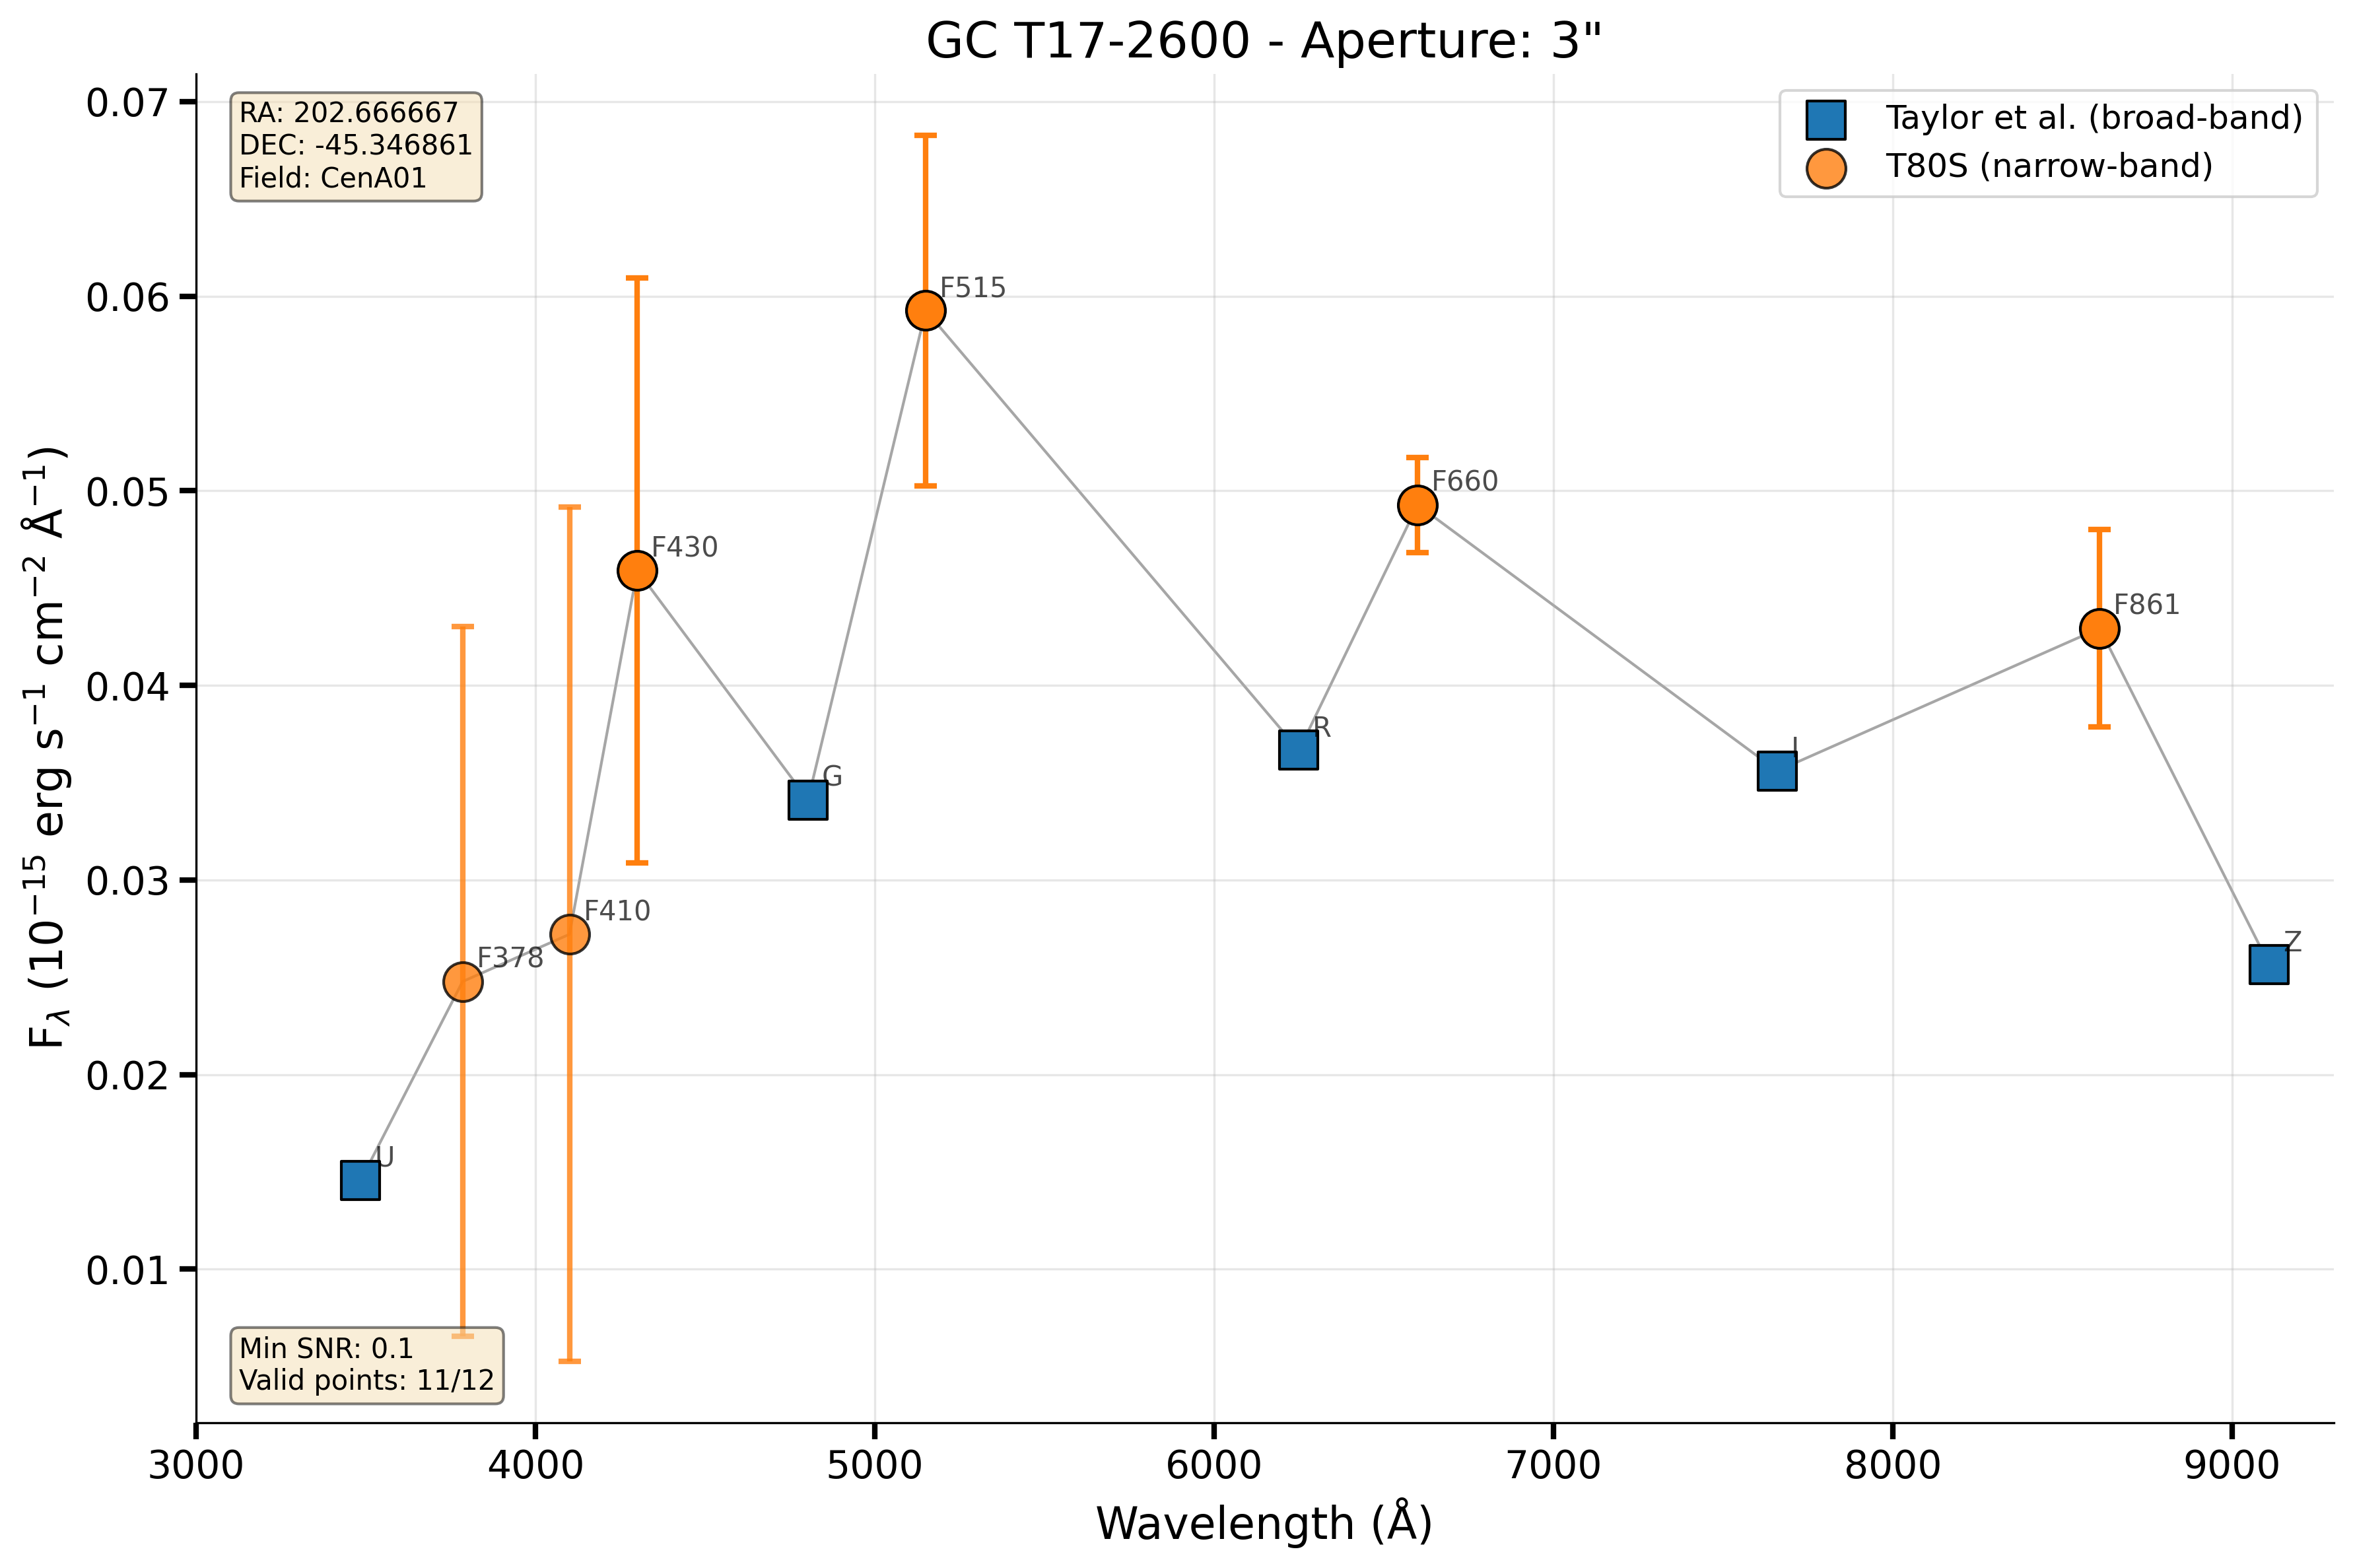 GC T17-2600 - Aperture: 3"
RA: 202.666667
DEC: -45.346861
Field: CenA01
Taylor et al. (broad-band)
T80S (narrow-band)
F515
F660
F430
F861
R
I
G
F410
F378
Z
U
Min SNR: 0.1
Valid points: 11/12
0.07
0.06
0.05
0.04
0.03
0.02
0.01
F$_λ$ (10$^{−15}$ erg s$^{−1}$ cm$^{−2}$ Å$^{−1}$)
3000 4000 5000 6000 7000 8000 9000
Wavelength (Å)